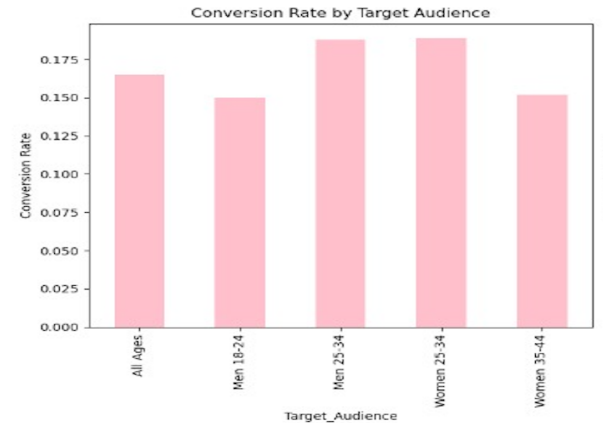 Conversion Rate by Target Audience
Conversion Rate
0.175
0.150
0.125
0.100
0.075
0.050
0.025
0.000
All Ages
Men 18-24
Men 25-34
Women 25-34
Women 35-44
Target_Audience